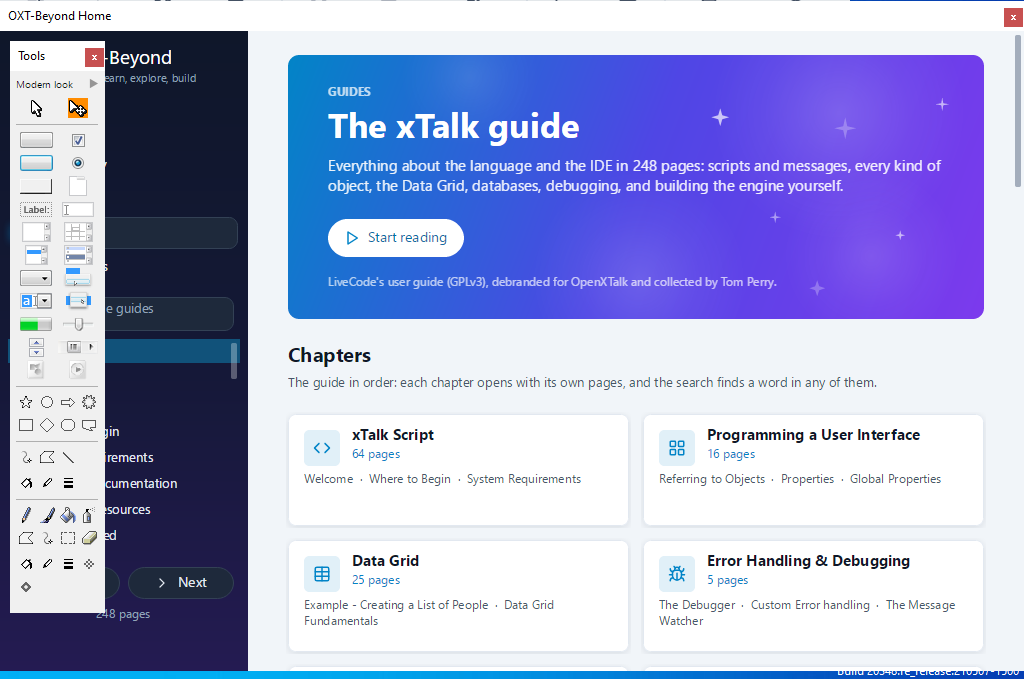 OXT-Beyond Home
Tools
Modern look
Label:
-Beyond
earn, explore, build
e guides
gin
irements
cumentation
esources
ed
Next
248 pages
GUIDES
The xTalk guide
Everything about the language and the IDE in 248 pages: scripts and messages, every kind of
object, the Data Grid, databases, debugging, and building the engine yourself.
Start reading
LiveCode's user guide (GPLv3), debranded for OpenXTalk and collected by Tom Perry.
Chapters
The guide in order: each chapter opens with its own pages, and the search finds a word in any of them.
xTalk Script
64 pages
Welcome · Where to Begin · System Requirements
Programming a User Interface
16 pages
Referring to Objects · Properties · Global Properties
Data Grid
25 pages
Example - Creating a List of People · Data Grid
Fundamentals
Error Handling & Debugging
5 pages
The Debugger · Custom Error handling · The Message
Watcher